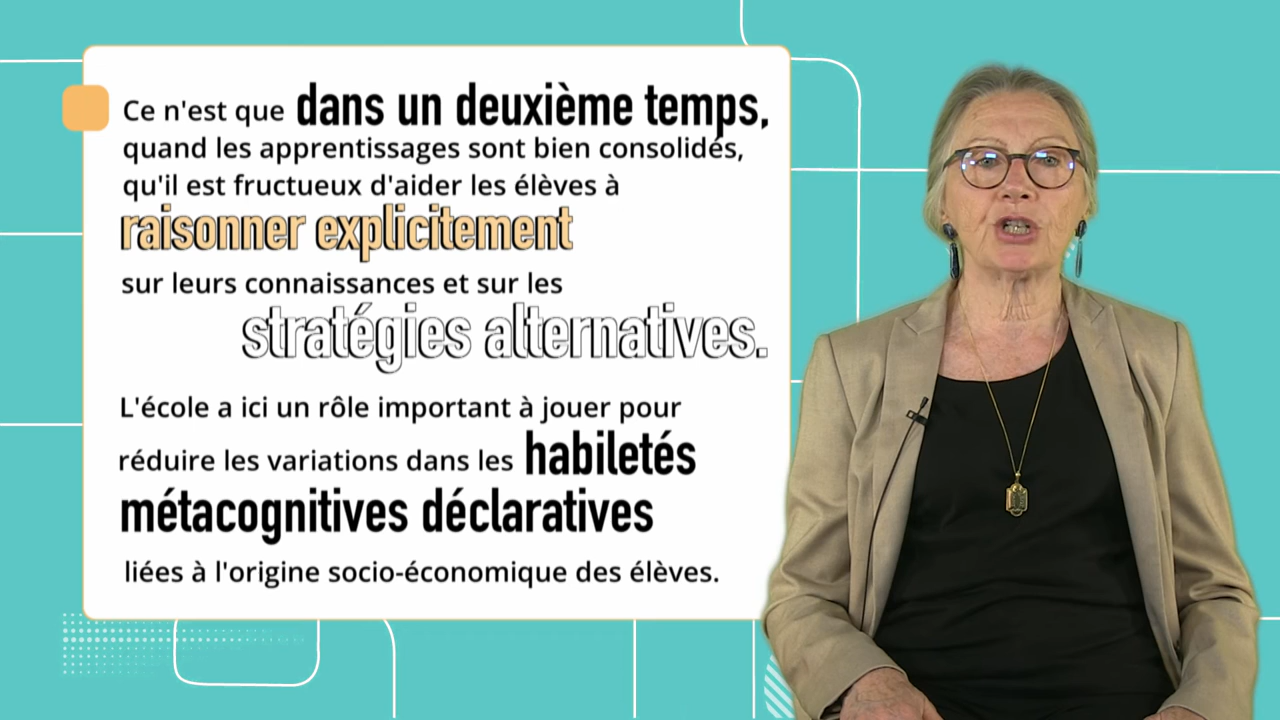 Ce n'est que dans un deuxième temps,
quand les apprentissages sont bien consolidés,
qu'il est fructueux d'aider les élèves à
raisonner explicitement
sur leurs connaissances et sur les
stratégies alternatives.
L'école a ici un rôle important à jouer pour
réduire les variations dans les habiletés
métacognitives déclaratives
liées à l'origine socio-économique des élèves.